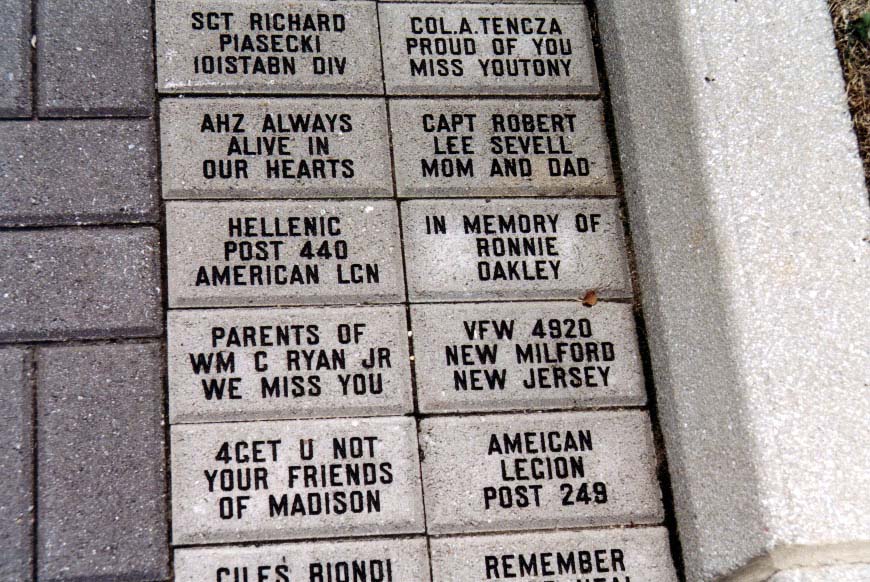 SGT RICHARD
PIASECKI
101STABN DIV
COL.A.TENCZA
PROUD OF YOU
MISS YOUTONY
AHZ ALWAYS
ALIVE IN
OUR HEARTS
CAPT ROBERT
LEE SEVELL
MOM AND DAD
HELLENIC
POST 440
AMERICAN LGN
IN MEMORY OF
RONNIE
OAKLEY
PARENTS OF
WM C RYAN JR
WE MISS YOU
VFW 4920
NEW MILFORD
NEW JERSEY
4GET U NOT
YOUR FRIENDS
OF MADISON
AMEICAN
LEGION
POST 249
GILES BIONDI
REMEMBER